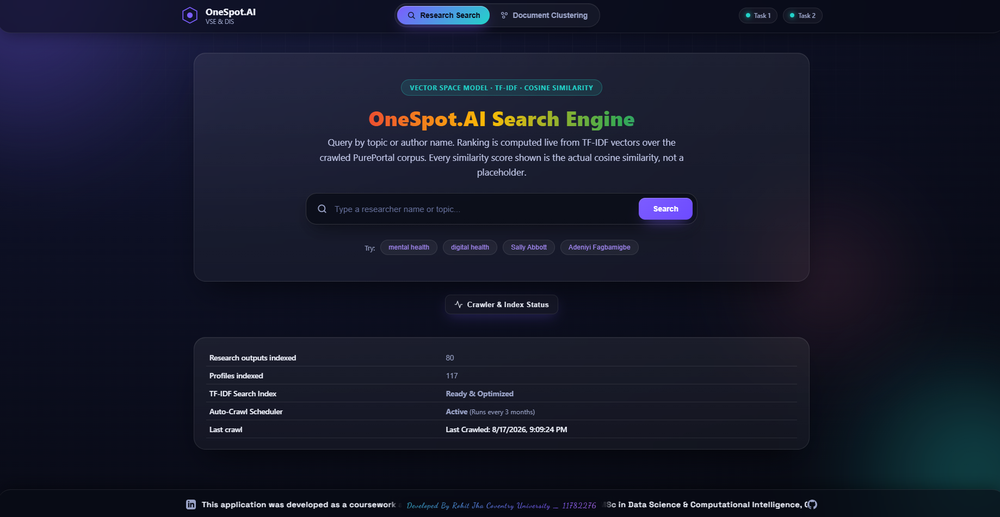 OneSpot.AI
VSE & DIS
Research Search
Document Clustering
Task 1
Task 2
VECTOR SPACE MODEL · TF-IDF · COSINE SIMILARITY
OneSpot.AI Search Engine
Query by topic or author name. Ranking is computed live from TF-IDF vectors over the
crawled PurePortal corpus. Every similarity score shown is the actual cosine similarity, not a
placeholder.
Type a researcher name or topic...
Search
Try:
mental health
digital health
Sally Abbott
Adeniyi Fagbamigbe
Crawler & Index Status
Research outputs indexed 80
Profiles indexed 117
TF-IDF Search Index Ready & Optimized
Auto-Crawl Scheduler Active (Runs every 3 months)
Last crawl Last Crawled: 8/17/2026, 9:09:24 PM
in This application was developed as a coursework
Developed By Rohit Jha Coventry University _ 11782276
MSc in Data Science & Computational Intelligence,